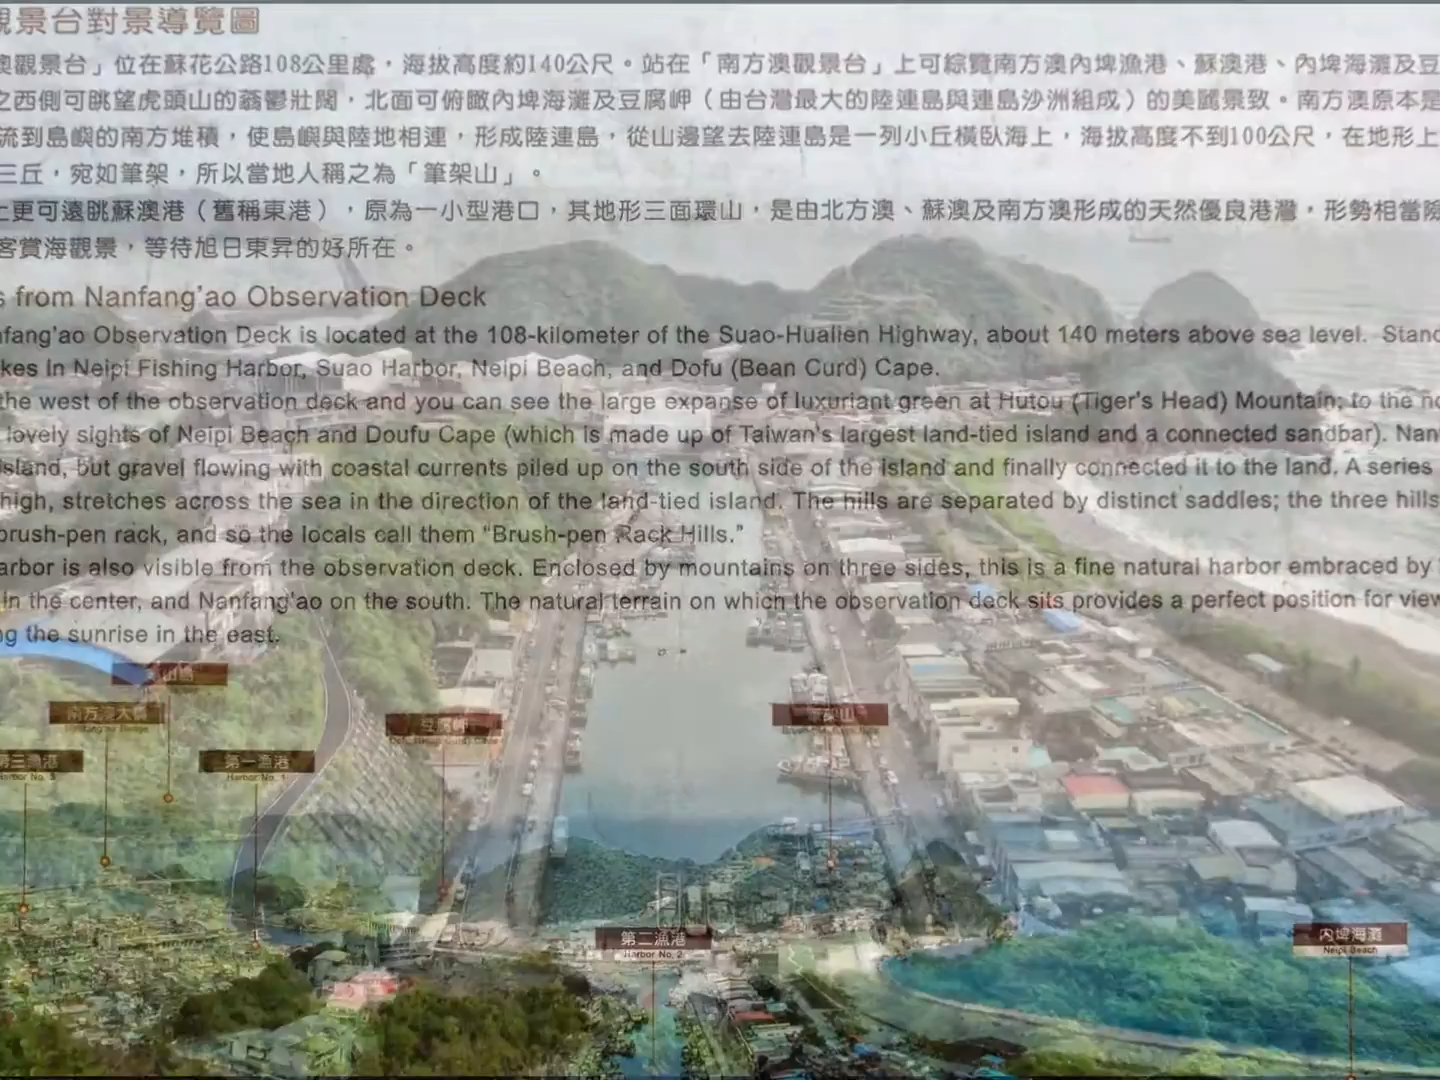 觀景台對景導覽圖
澳觀景台」位在蘇花公路108公里處，海拔高度約140公尺。站在「南方澳觀景台」上可綜覽南方澳內埤漁港、蘇澳港、內埤海灘及豆
之西側可眺望虎頭山的蓊鬱壯闊，北面可俯瞰內埤海灘及豆腐岬（由台灣最大的陸連島與連島沙洲組成）的美麗景致。南方澳原本是
流到島嶼的南方堆積，使島嶼與陸地相連，形成陸連島，從山邊望去陸連島是一列小丘橫臥海上，海拔高度不到100公尺，在地形上
三丘，宛如筆架，所以當地人稱之為「筆架山」。
上更可遠眺蘇澳港（舊稱東港），原為一小型港口，其地形三面環山，是由北方澳、蘇澳及南方澳形成的天然優良港灣，形勢相當險
客賞海觀景，等待旭日東昇的好所在。
s from Nanfang'ao Observation Deck
nfang'ao Observation Deck is located at the 108-kilometer of the Suao-Hualien Highway, about 140 meters above sea level. Stand
kes in Neipi Fishing Harbor, Suao Harbor, Neipi Beach, and Dofu (Bean Curd) Cape.
the west of the observation deck and you can see the large expanse of luxuriant green at Hutou (Tiger's Head) Mountain; to the no
lovely sights of Neipi Beach and Doufu Cape (which is made up of Taiwan's largest land-tied island and a connected sandbar). Nan
island, but gravel flowing with coastal currents piled up on the south side of the island and finally connected it to the land. A series
high, stretches across the sea in the direction of the land-tied island. The hills are separated by distinct saddles; the three hills
brush-pen rack, and so the locals call them “Brush-pen Rack Hills.”
arbor is also visible from the observation deck. Enclosed by mountains on three sides, this is a fine natural harbor embraced by
in the center, and Nanfang'ao on the south. The natural terrain on which the observation deck sits provides a perfect position for view
ng the sunrise in the east.
南方澳大橋
豆腐岬
筆架山
第三漁港
Harbor No. 3
第一漁港
Harbor No. 1
第二漁港
Harbor No. 2
內埤海灘
Neipi Beach